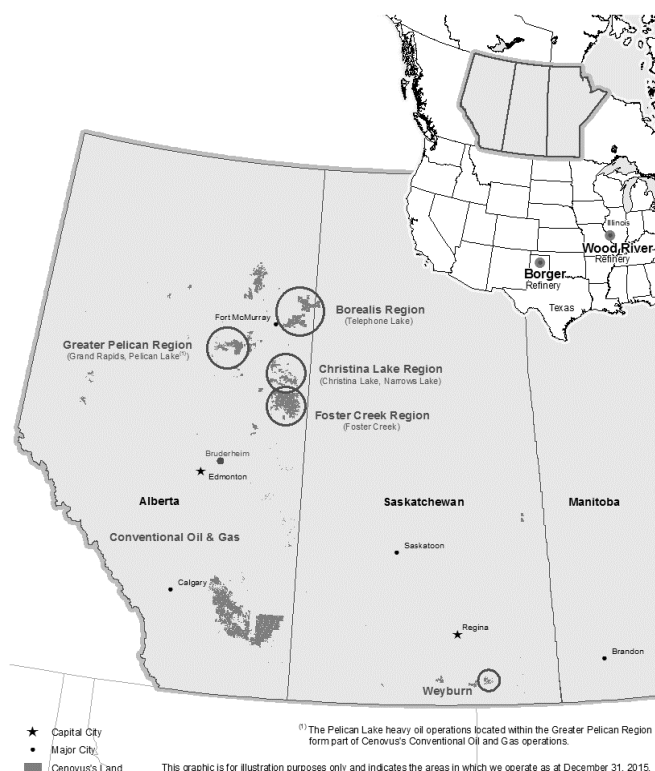 Illinois
Wood River
Refinery
Borger
Refinery
Texas
Borealis Region
(Telephone Lake)
Fort McMurray
Greater Pelican Region
(Grand Rapids, Pelican Lake⁽¹⁾)
Christina Lake Region
(Christina Lake, Narrows Lake)
Foster Creek Region
(Foster Creek)
Bruderheim
Edmonton
Alberta
Saskatchewan
Manitoba
Conventional Oil & Gas
Saskatoon
Calgary
Regina
Brandon
Weyburn
Capital City
Major City
Cenovus's Land
⁽¹⁾ The Pelican Lake heavy oil operations located within the Greater Pelican Region
form part of Cenovus's Conventional Oil and Gas operations.
This graphic is for illustration purposes only and indicates the areas in which we operate as at December 31, 2015.